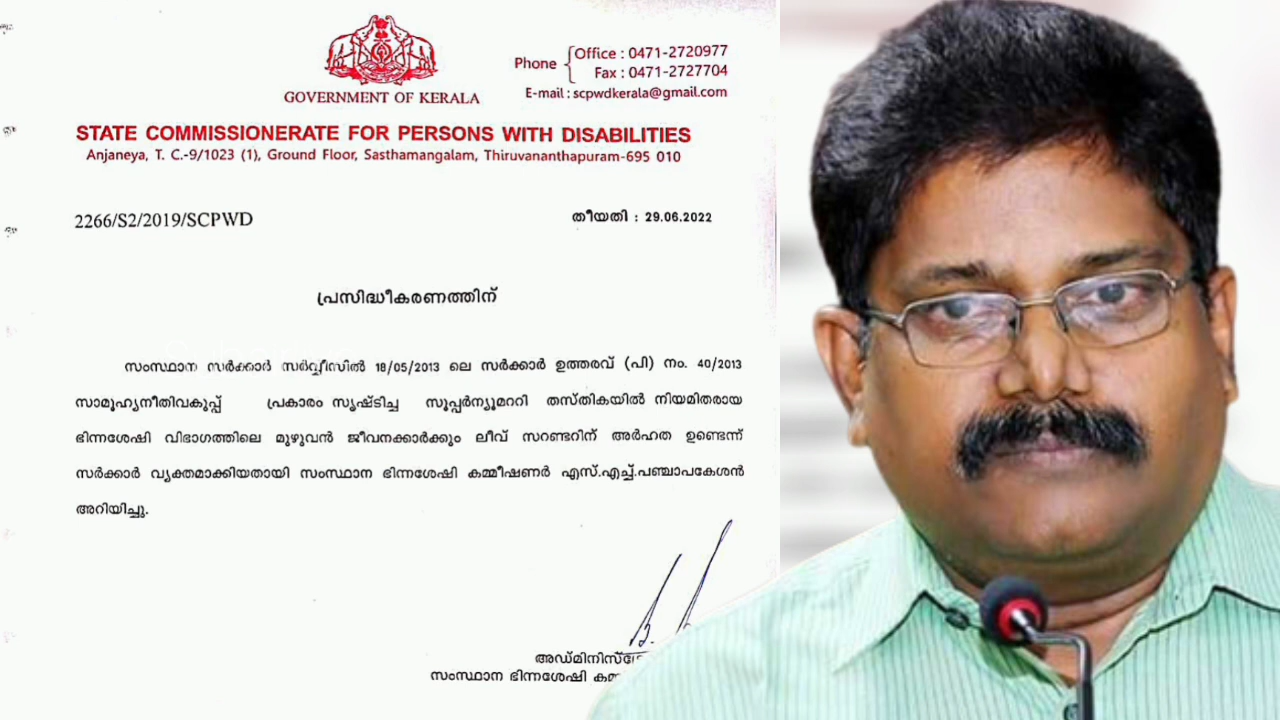 GOVERNMENT OF KERALA
Phone
Office : 0471-2720977
Fax : 0471-2727704
E-mail : scpwdkerala@gmail.com
STATE COMMISSIONERATE FOR PERSONS WITH DISABILITIES
Anjaneya, T. C.-9/1023 (1), Ground Floor, Sasthamangalam, Thiruvananthapuram-695 010
2266/S2/2019/SCPWD
തീയതി : 29.06.2022
പ്രസിദ്ധീകരണത്തിന്
സംസ്ഥാന സർക്കാർ സർവ്വീസിൽ 18/05/2013 ലെ സർക്കാർ ഉത്തരവ് (പി) നം. 40/2013
സാമൂഹ്യനീതിവകുപ്പ് പ്രകാരം സൃഷ്ടിച്ച സൂപ്പർന്യൂമററി തസ്തികയിൽ നിയമിതരായ
ഭിന്നശേഷി വിഭാഗത്തിലെ മുഴുവൻ ജീവനക്കാർക്കും ലീവ് സറണ്ടറിന് അർഹത ഉണ്ടെന്ന്
സർക്കാർ വ്യക്തമാക്കിയതായി സംസ്ഥാന ഭിന്നശേഷി കമ്മീഷണർ എസ്.എച്ച്.പഞ്ചാപകേശൻ
അറിയിച്ചു.
സംസ്ഥാന ഭിന്നശേഷി